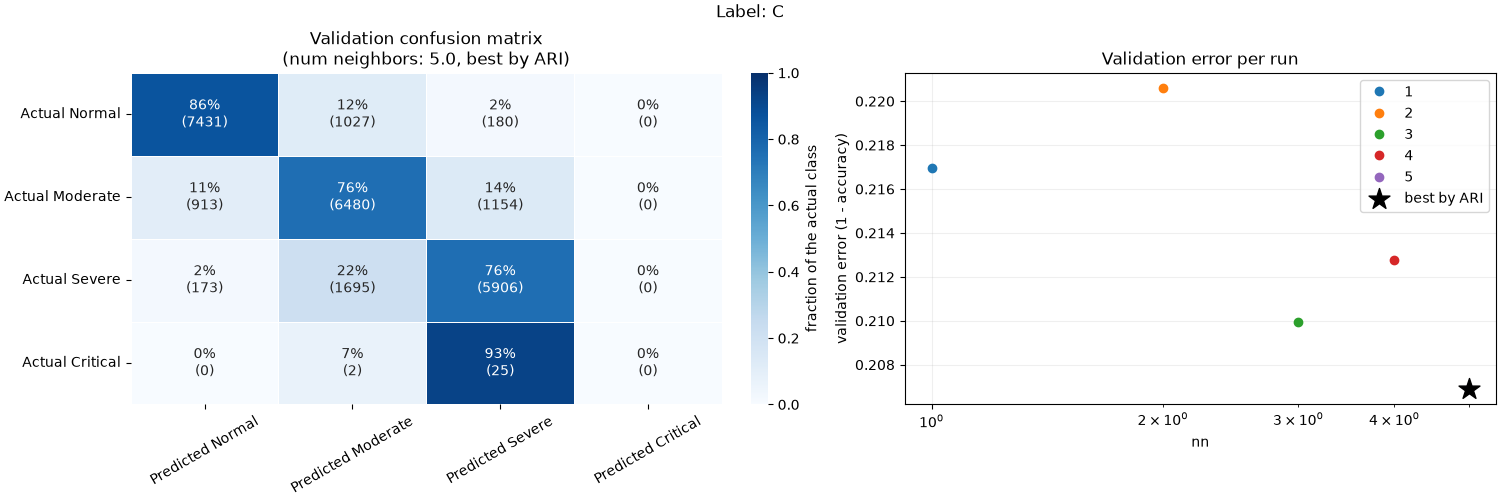 Label: C
Validation confusion matrix
(num neighbors: 5.0, best by ARI)
Actual Normal
86%
(7431)
12%
(1027)
2%
(180)
0%
(0)
Actual Moderate
11%
(913)
76%
(6480)
14%
(1154)
0%
(0)
Actual Severe
2%
(173)
22%
(1695)
76%
(5906)
0%
(0)
Actual Critical
0%
(0)
7%
(2)
93%
(25)
0%
(0)
Predicted Normal
Predicted Moderate
Predicted Severe
Predicted Critical
1.0
0.8
0.6
0.4
0.2
0.0
fraction of the actual class
Validation error per run
validation error (1 - accuracy)
0.220
0.218
0.216
0.214
0.212
0.210
0.208
1
2
3
4
5
best by ARI
10⁰
2 × 10⁰
3 × 10⁰
4 × 10⁰
nn